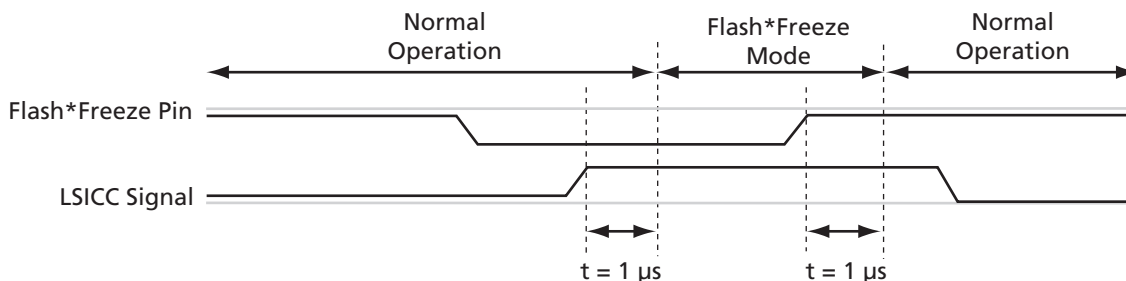 Normal
Operation
Flash*Freeze
Mode
Normal
Operation
Flash*Freeze Pin
LSICC Signal
t = 1 µs
t = 1 µs